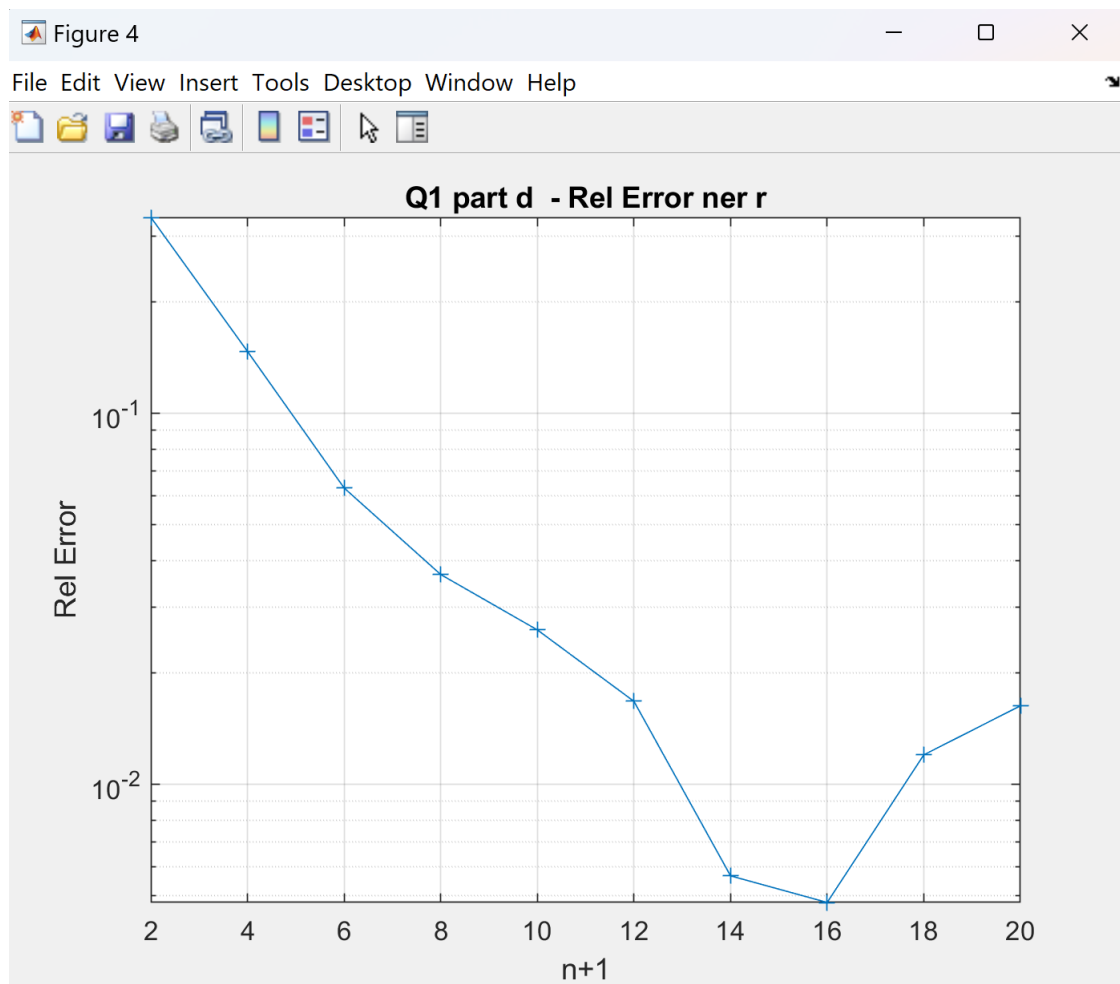 Figure 4
File Edit View Insert Tools Desktop Window Help
Q1 part d  - Rel Error ner r
10^-1
10^-2
Rel Error
2 4 6 8 10 12 14 16 18 20
n+1